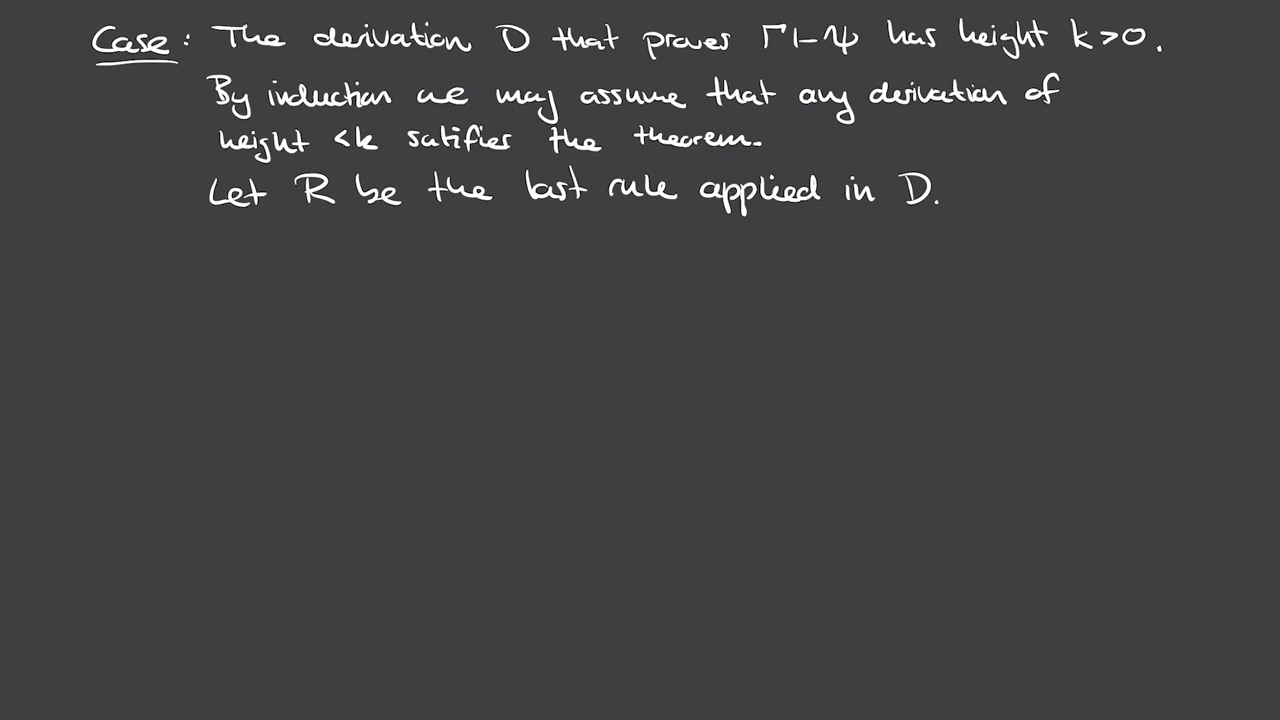 Case: The derivation D that proves Γ ⊢ ψ has height k > 0.
By induction we may assume that any derivation of
height < k satifies the theorem.
Let R be the last rule applied in D.